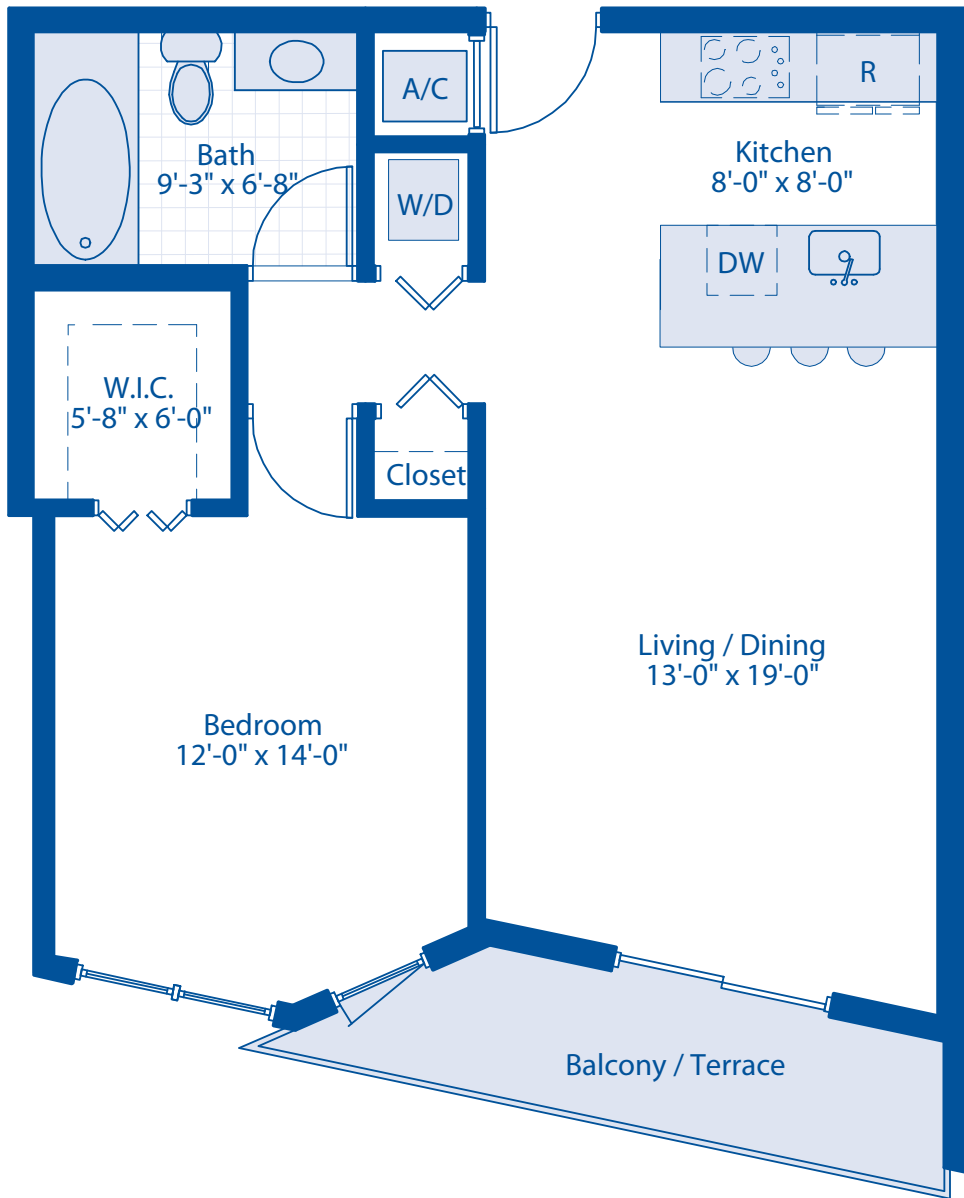 A/C
R
Bath
9'-3" x 6'-8"
Kitchen
8'-0" x 8'-0"
W/D
DW
W.I.C.
5'-8" x 6'-0"
Closet
Living / Dining
13'-0" x 19'-0"
Bedroom
12'-0" x 14'-0"
Balcony / Terrace